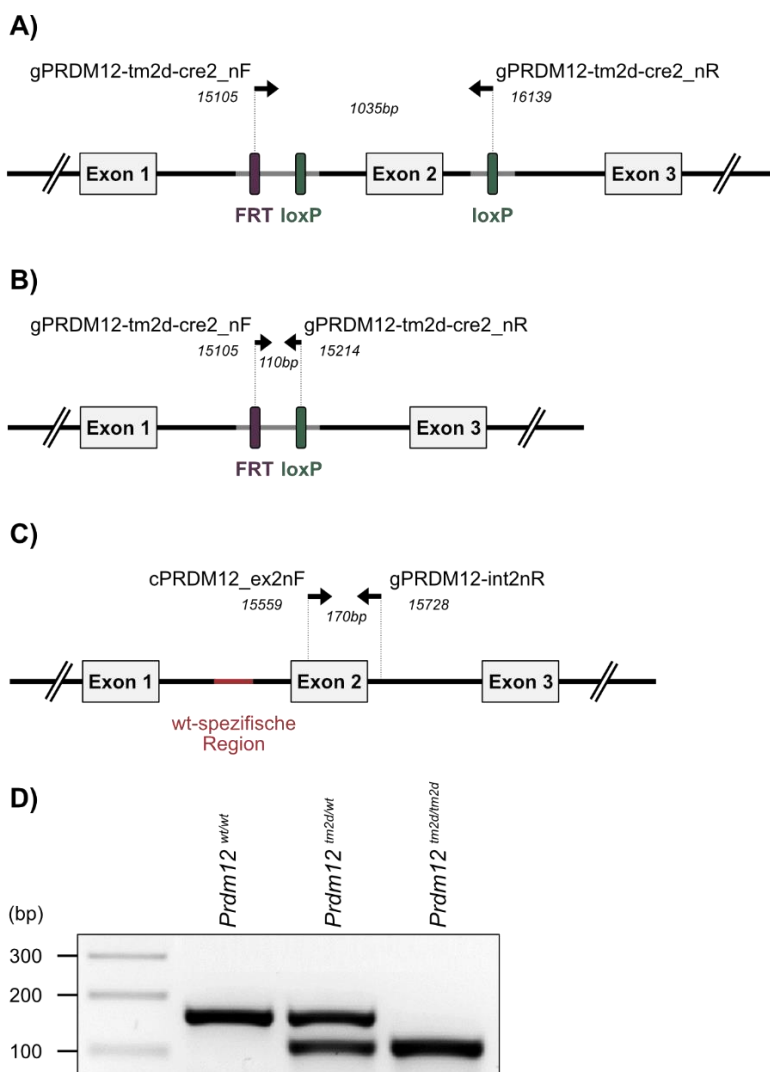 A)
gPRDM12-tm2d-cre2_nF gPRDM12-tm2d-cre2_nR
15105 1035bp 16139
Exon 1 Exon 2 Exon 3
FRT loxP loxP
B)
gPRDM12-tm2d-cre2_nF gPRDM12-tm2d-cre2_nR
15105 110bp 15214
Exon 1 Exon 3
FRT loxP
C)
cPRDM12_ex2nF gPRDM12-int2nR
15559 170bp 15728
Exon 1 Exon 2 Exon 3
wt-spezifische
Region
D)
Prdm12 wt/wt Prdm12 tm2d/wt Prdm12 tm2d/tm2d
(bp)
300
200
100